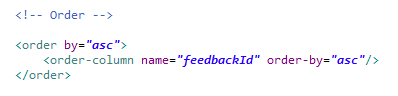 <!-- Order -->
<order by="asc">
<order-column name="feedbackId" order-by="asc"/>
</order>